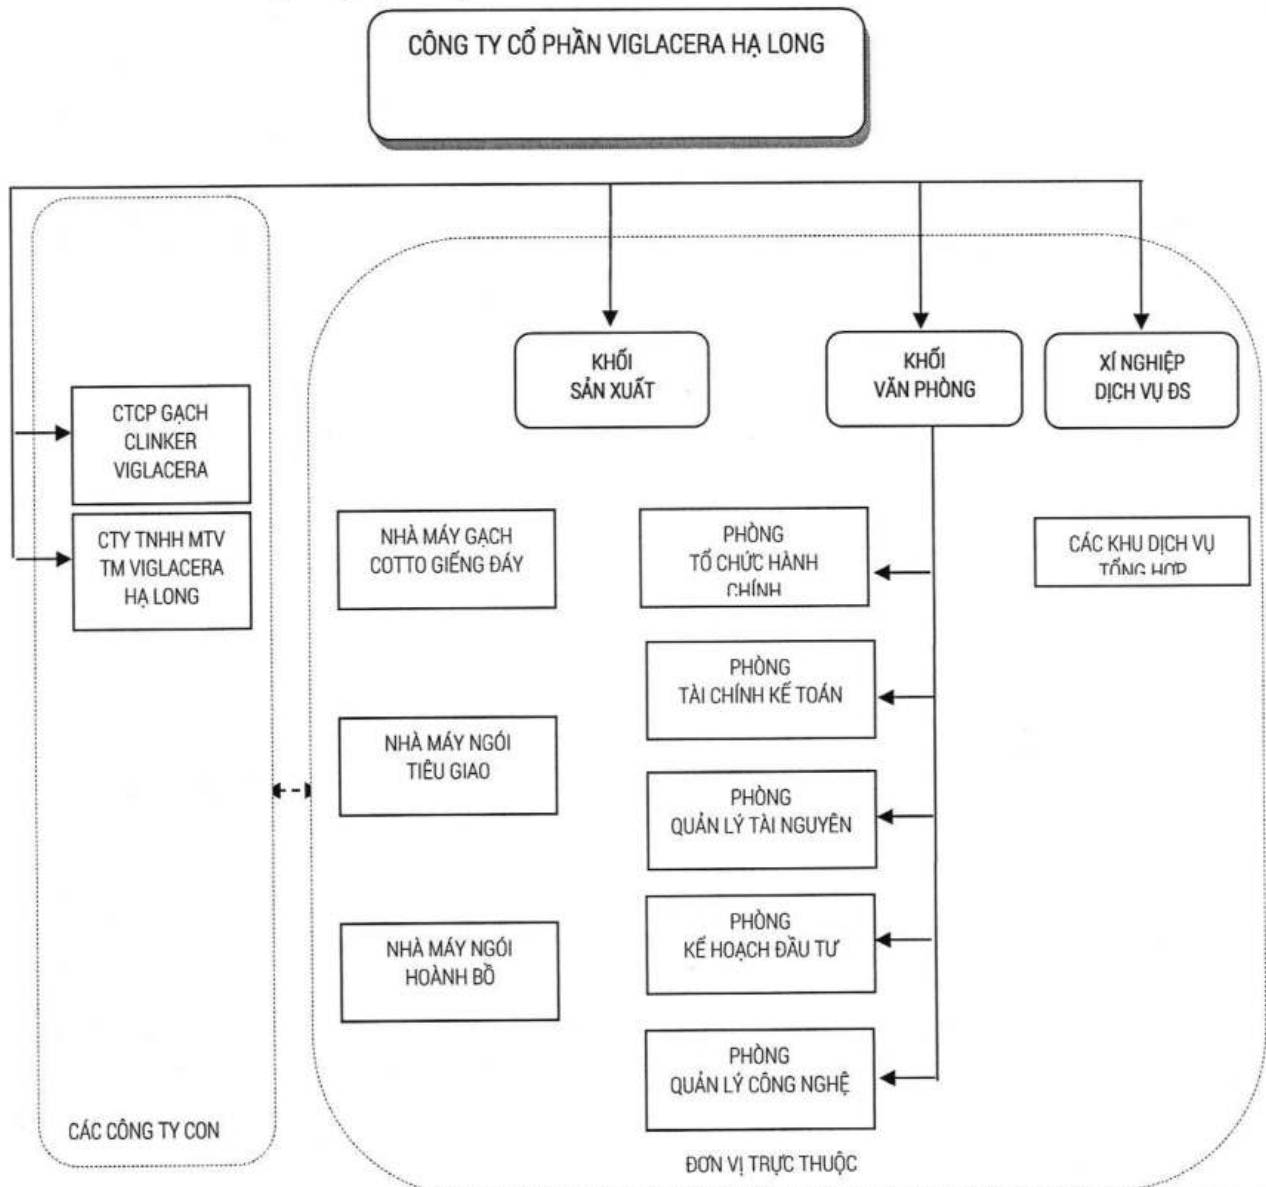 CÔNG TY CỔ PHẦN VIGLACERA HẠ LONG
KHỐI
SẢN XUẤT
KHỐI
VĂN PHÒNG
XÍ NGHIỆP
DỊCH VỤ ĐS
CTCP GẠCH
CLINKER
VIGLACERA
CTY TNHH MTV
TM VIGLACERA
HẠ LONG
NHÀ MÁY GẠCH
COTTO GIẾNG ĐÁY
PHÒNG
TỔ CHỨC HÀNH
CHÍNH
CÁC KHU DỊCH VỤ
TỔNG HỢP
PHÒNG
TÀI CHÍNH KẾ TOÁN
NHÀ MÁY NGÓI
TIÊU GIAO
PHÒNG
QUẢN LÝ TÀI NGUYÊN
NHÀ MÁY NGÓI
HOÀNH BỒ
PHÒNG
KẾ HOẠCH ĐẦU TƯ
PHÒNG
QUẢN LÝ CÔNG NGHỆ
CÁC CÔNG TY CON
ĐƠN VỊ TRỰC THUỘC